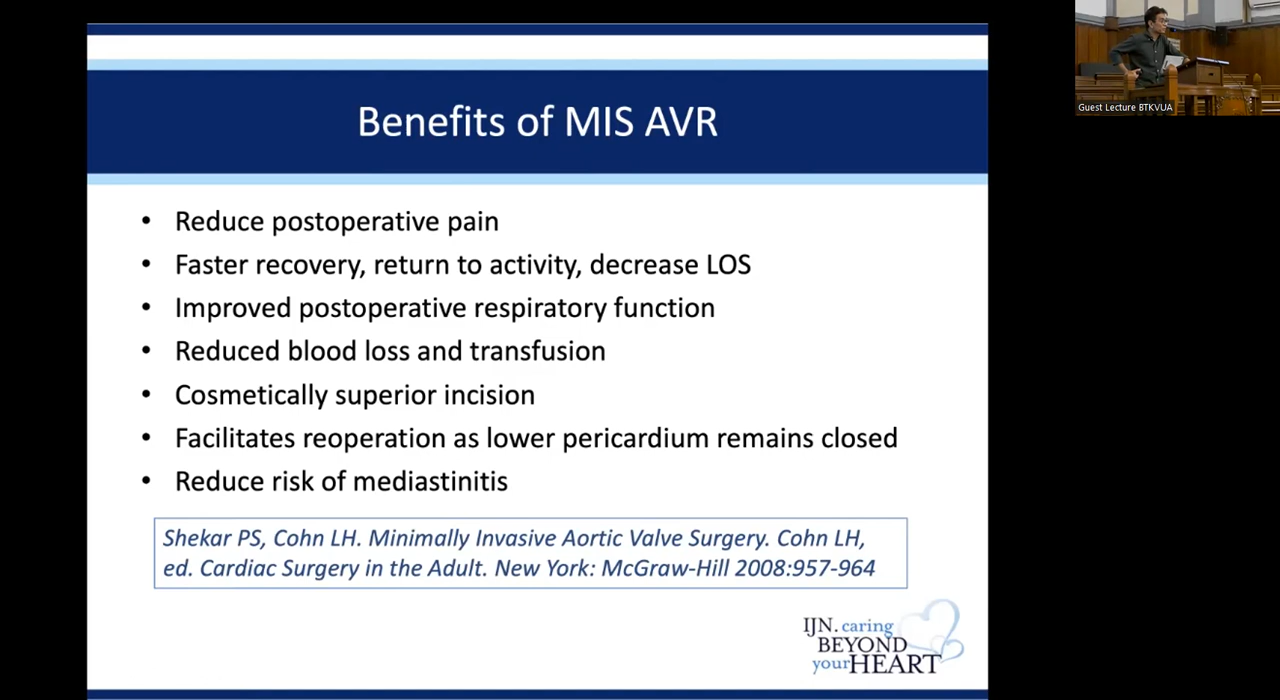 Benefits of MIS AVR
• Reduce postoperative pain
• Faster recovery, return to activity, decrease LOS
• Improved postoperative respiratory function
• Reduced blood loss and transfusion
• Cosmetically superior incision
• Facilitates reoperation as lower pericardium remains closed
• Reduce risk of mediastinitis
Shekar PS, Cohn LH. Minimally Invasive Aortic Valve Surgery. Cohn LH,
ed. Cardiac Surgery in the Adult. New York: McGraw-Hill 2008:957-964
IJN. caring
BEYOND
your HEART
Guest Lecture BTKVUA